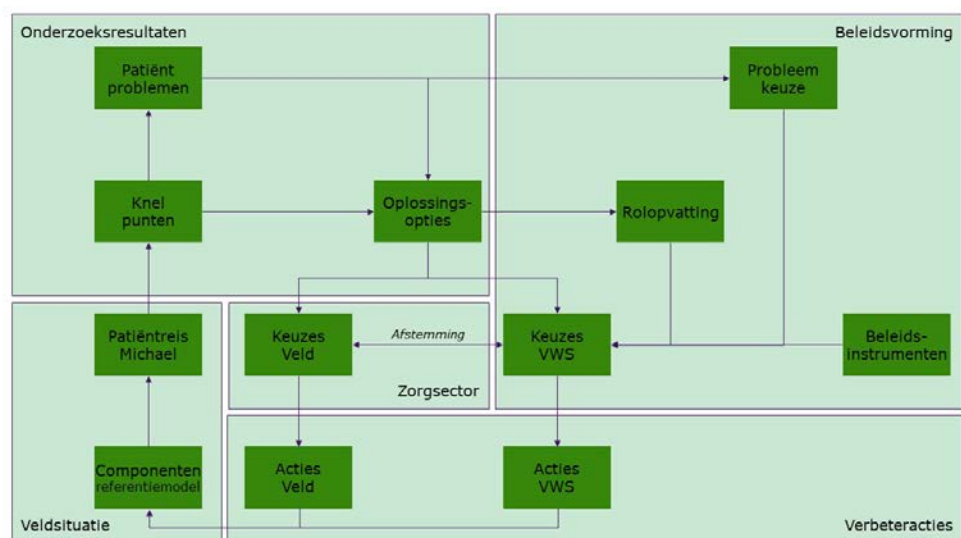 Onderzoeksresultaten
Beleidsvorming
Patiënt
problemen
Probleem
keuze
Knel
punten
Oplossings-
opties
Rolopvatting
Patiëntreis
Michael
Keuzes
Veld
Afstemming
Keuzes
VWS
Beleids-
instrumenten
Zorgsector
Componenten
referentiemodel
Acties
Veld
Acties
VWS
Veldsituatie
Verbeteracties